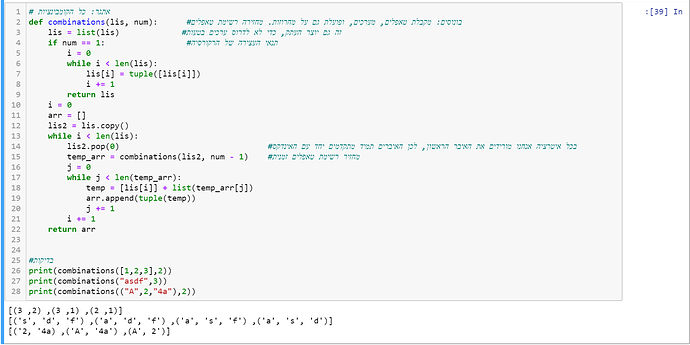 In [39]:
1 # אתגר: כל הקומבינציות
2 def combinations(lis, num): #בונוסים: מקבלת טאפלים, מערכים, ופועלת גם על מחרוזות. מחזירה רשימת טאפלים
3 lis = list(lis) #זה גם יוצר העתק, כדי לא לדרוס ערכים בטעות
4 if num == 1: #תנאי העצירה של הרקורסיה
5 i = 0
6 while i < len(lis):
7 lis[i] = tuple([lis[i]])
8 i += 1
9 return lis
10 i = 0
11 arr = []
12 lis2 = lis.copy()
13 while i < len(lis):
14 lis2.pop(0) #בכל איטרציה אנחנו מורידים את האיבר הראשון, לכן האיברים תמיד מתקדמים יחד עם האינדקס
15 temp_arr = combinations(lis2, num - 1) #מחזיר רשימת טאפלים זמנית
16 j = 0
17 while j < len(temp_arr):
18 temp = [lis[i]] + list(temp_arr[j])
19 arr.append(tuple(temp))
20 j += 1
21 i += 1
22 return arr
23
24
25 #בדיקות
26 print(combinations([1,2,3],2))
27 print(combinations("asdf",3))
28 print(combinations(("A",2,"4a"),2))
[(3 ,2) ,(3 ,1) ,(2 ,1)]
[('s', 'd', 'f') ,('a', 'd', 'f') ,('a', 's', 'f') ,('a', 's', 'd')]
[('2, '4a) ,('A', '4a') ,(A', 2')]